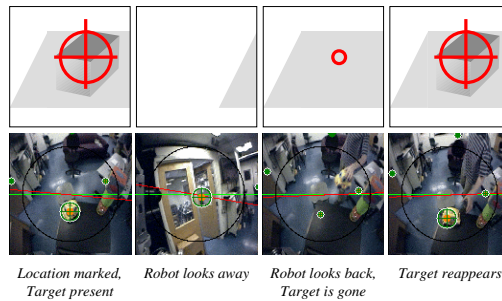 Location marked,
Target present
Robot looks away
Robot looks back,
Target is gone
Target reappears